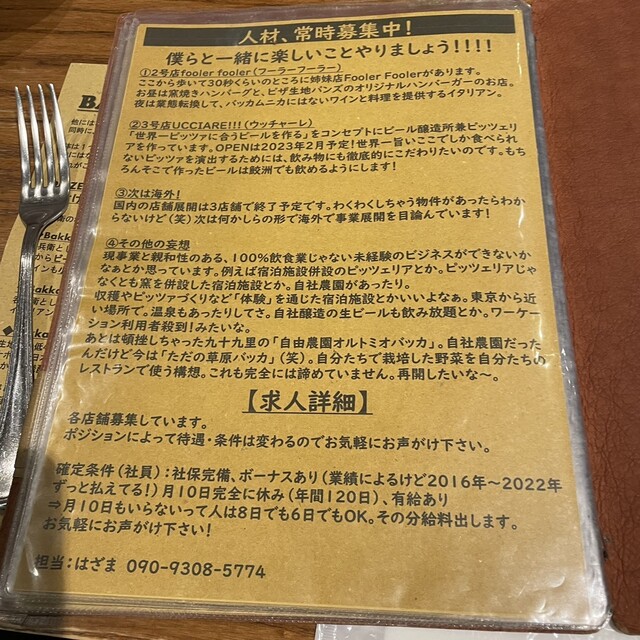 人材、常時募集中!
僕らと一緒に楽しいことやりましょう!!!!
①2号店fooler fooler(フーラーフーラー)
ここから歩いて30秒くらいのところに姉妹店Fooler Foolerがあります。
お昼は窯焼きハンバーグと、ピザ生地バンズのオリジナルハンバーガーのお店。
夜は業態転換して、バッカムニカにはないワインと料理を提供するイタリアン。
②3号店UCCIARE!!!(ウッチャーレ)
「世界一ピッツァに合うビールを作る」をコンセプトにビール醸造所兼ピッツェリ
アを作っています。OPENは2023年2月予定!世界一旨いここでしか食べられ
ないピッツァを演出するためには、飲み物にも徹底的にこだわりたいのです。もち
ろんそこで作ったビールは鮫洲でも飲めるようにします!
③次は海外!
国内の店舗展開は3店舗で終了予定です。わくわくしちゃう物件があったらわか
らないけど(笑)次は何かしらの形で海外で事業展開を目論んでいます!
④その他の妄想
現事業と親和性のある、100%飲食業じゃない未経験のビジネスができないか
なぁとか思っています。例えば宿泊施設併設のピッツェリアとか。ピッツェリアじゃ
なくとも窯を併設した宿泊施設とか。自社農園があったり。
収穫やピッツァづくりなど「体験」を通じた宿泊施設とかいいよなぁ。東京から近
い場所で。温泉もあったりしてさ。自社醸造の生ビールも飲み放題とか。ワーケー
ション利用者殺到!みたいな。
あとは頓挫しちゃった九十九里の「自由農園オルトミオバッカ」。自社農園だった
んだけど今は「ただの草原バッカ」(笑)。自分たちで栽培した野菜を自分たちの
レストランで使う構想。これも完全には諦めていません。再開したいな〜。
【求人詳細】
各店舗募集しています。
ポジションによって待遇・条件は変わるのでお気軽にお声がけ下さい。
確定条件(社員):社保完備、ボーナスあり(業績によるけど2016年〜2022年
ずっと払えてる!)月10日完全に休み(年間120日)、有給あり
⇒月10日もいらないって人は8日でも6日でもOK。その分給料出します。
お気軽にお声がけ下さい!
担当:はざま 090-9308-5774